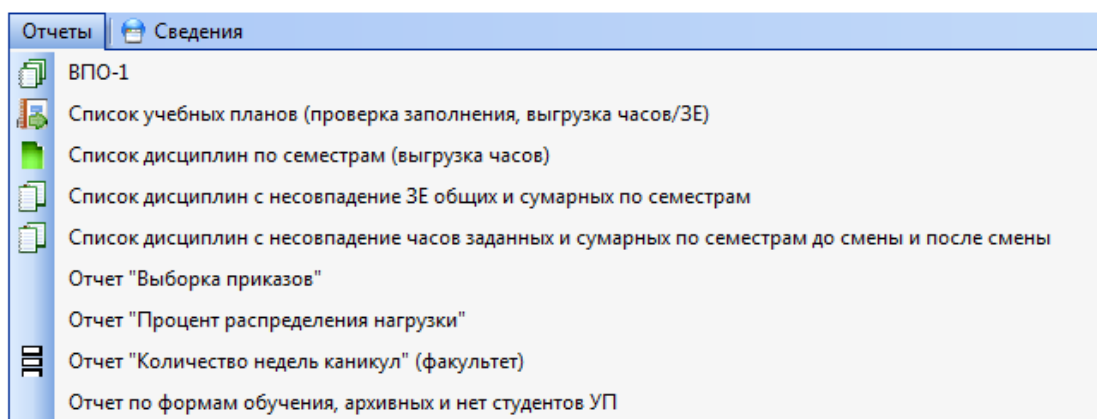 Отчеты Сведения
ВПО-1
Список учебных планов (проверка заполнения, выгрузка часов/ЗЕ)
Список дисциплин по семестрам (выгрузка часов)
Список дисциплин с несовпадение ЗЕ общих и сумарных по семестрам
Список дисциплин с несовпадение часов заданных и сумарных по семестрам до смены и после смены
Отчет "Выборка приказов"
Отчет "Процент распределения нагрузки"
Отчет "Количество недель каникул" (факультет)
Отчет по формам обучения, архивных и нет студентов УП